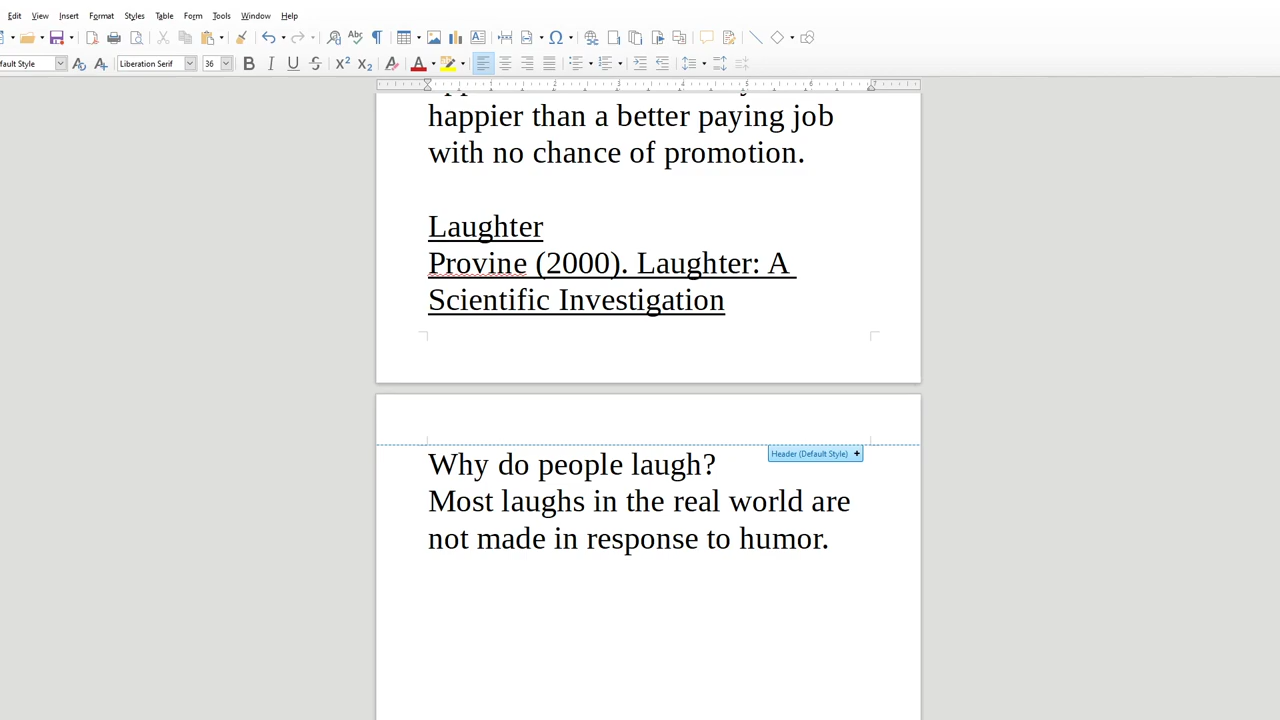 Edit View Insert Format Styles Table Form Tools Window Help
Liberation Serif
happier than a better paying job
with no chance of promotion.
Laughter
Provine (2000). Laughter: A
Scientific Investigation
Header (Default Style) +
Why do people laugh?
Most laughs in the real world are
not made in response to humor.